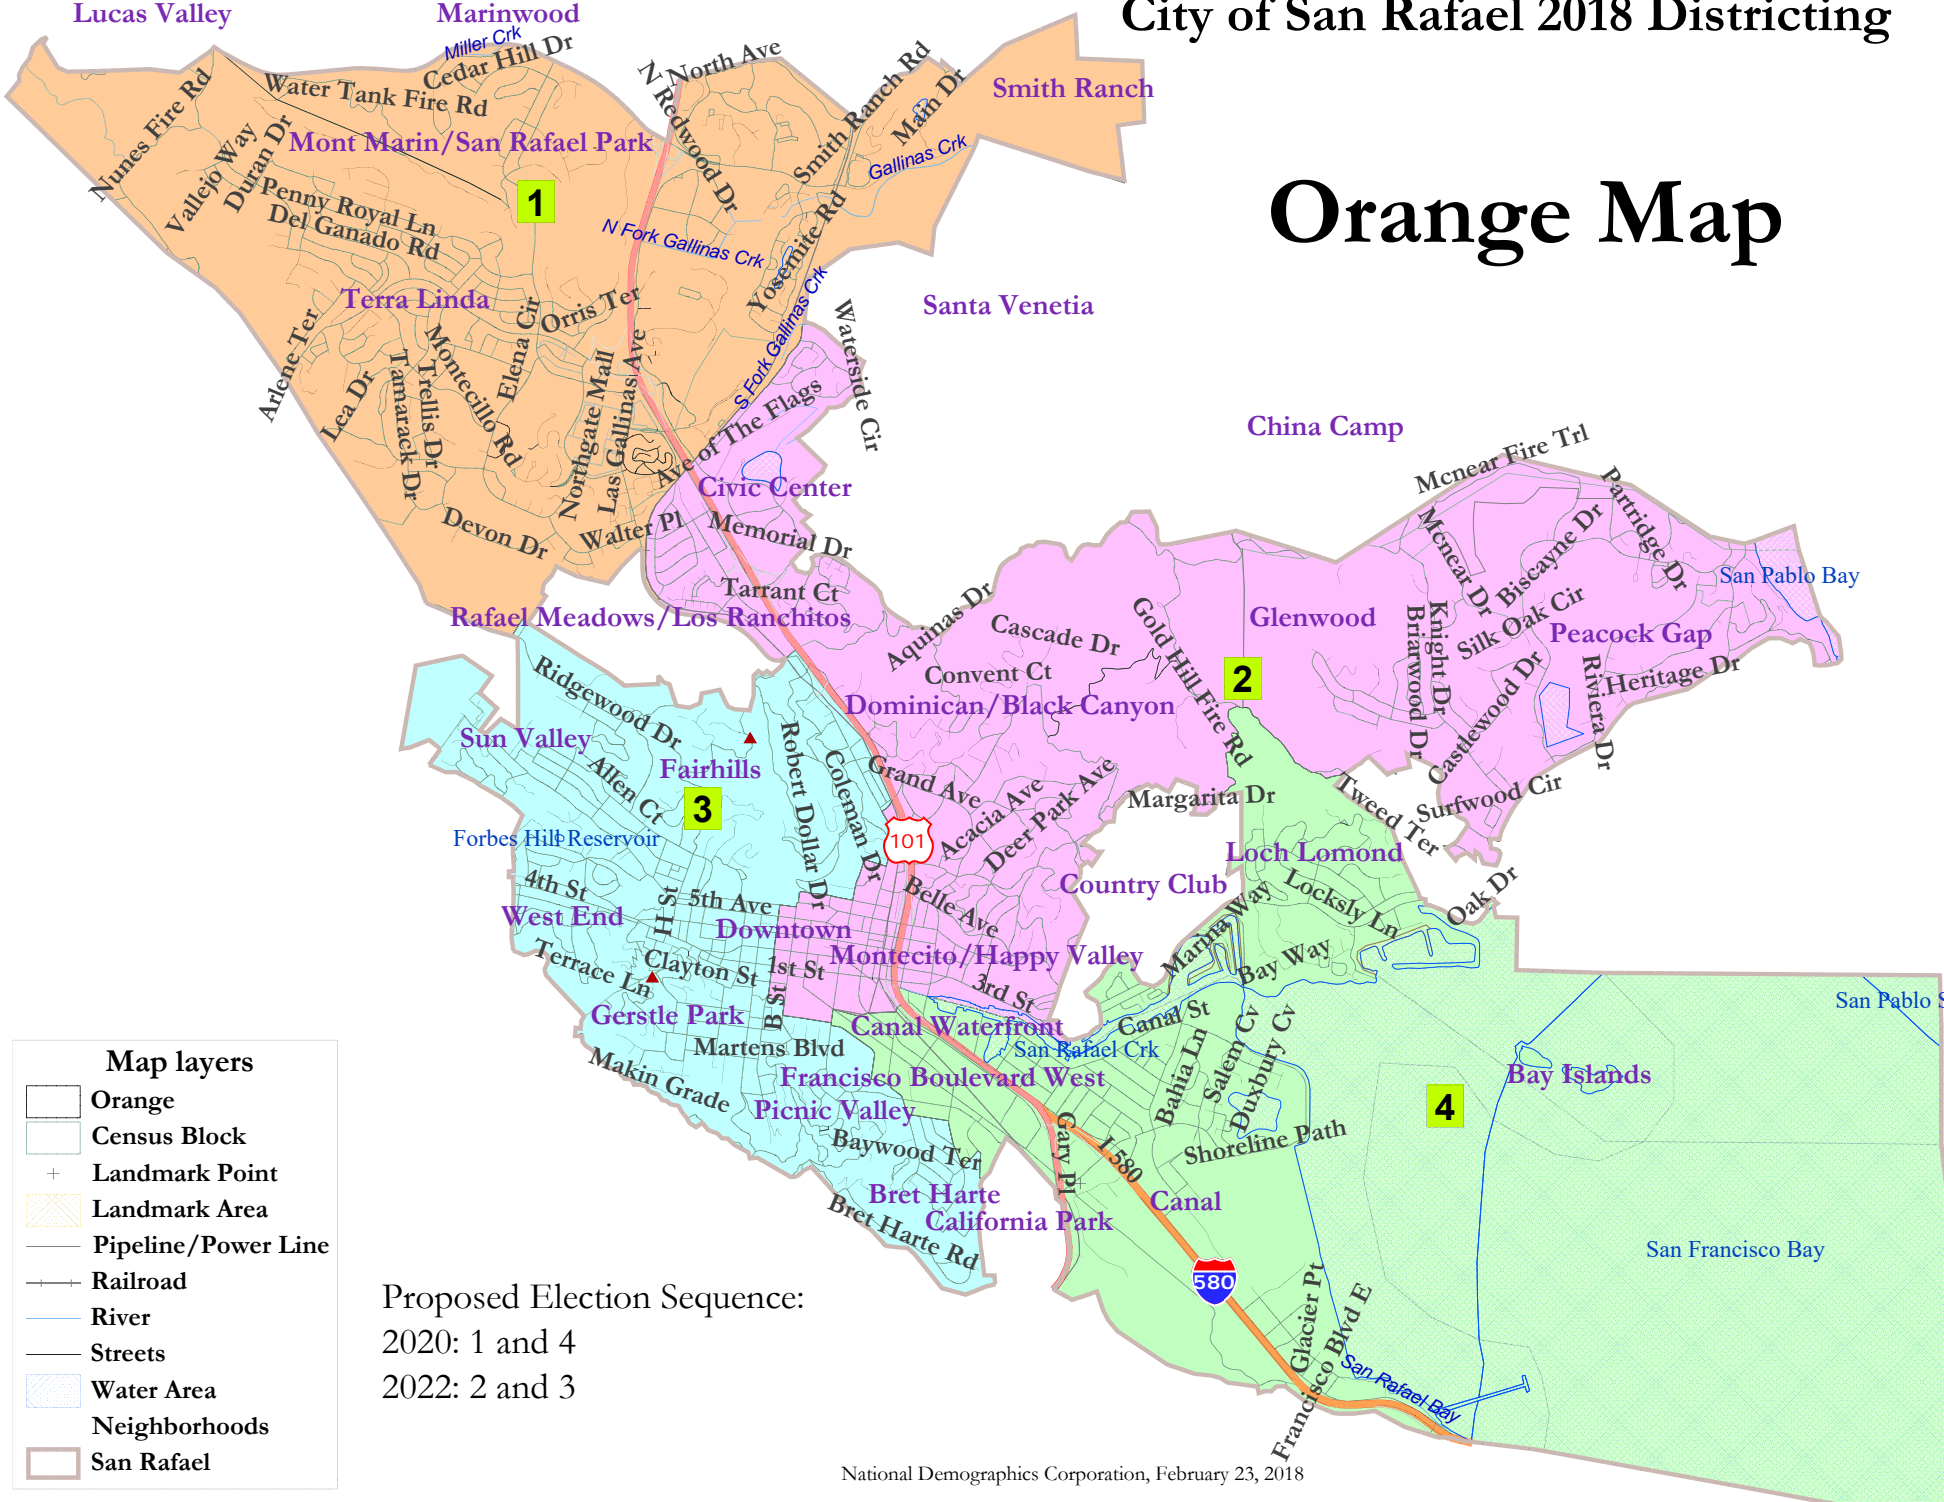 Lucas Valley
Marinwood
City of San Rafael 2018 Districting
Miller Crk
Cedar Hill Dr
North Ave
N
N Redwood Dr
Smith Ranch Rd
Main Dr
Smith Ranch
Nunes Fire Rd
Water Tank Fire Rd
Mont Marin/San Rafael Park
Vallejo Way
Duran Dr
Gallinas Crk
Penny Royal Ln
Del Ganado Rd
1
Orange Map
N Fork Gallinas Crk
Yosemite Rd
S Fork Gallinas Crk
Santa Venetia
Terra Linda
Orris Ter
Elena Cir
Arlene Ter
Lea Dr
Tamarack Dr
Trellis Dr
Montecillo Rd
Northgate Mall
Las Gallinas Ave
Waterside Cir
Ave of The Flags
China Camp
Mcnear Fire Trl
Partridge Dr
Civic Center
Devon Dr
Walter Pl
Memorial Dr
Mcnear Dr
Biscayne Dr
San Pablo Bay
Tarrant Ct
Rafael Meadows/Los Ranchitos
Aquinas Dr
Cascade Dr
Gold Hill Fire Rd
Glenwood
Knight Dr
Briarwood Dr
Silk Oak Cir
Peacock Gap
Convent Ct
2
Castlewood Dr
Riviera Dr
Heritage Dr
Ridgewood Dr
Dominican/Black Canyon
Sun Valley
Fairhills
Allen Ct
Robert Dollar Dr
Coleman Dr
Grand Ave
Acacia Ave
Deer Park Ave
Margarita Dr
Tweed Ter
Surfwood Cir
3
Forbes Hill Reservoir
101
Loch Lomond
4th St
West End
H St
5th Ave
Downtown
Belle Ave
Country Club
Locksly Ln
Oak Dr
Terrace Ln
Clayton St
1st St
B St
Montecito/Happy Valley
Marina Way
Bay Way
3rd St
San Pablo
Gerstle Park
Canal Waterfront
Canal St
San Rafael Crk
Martens Blvd
Makin Grade
Francisco Boulevard West
Bahia Ln
Salem Cv
Duxbury Cv
Bay Islands
4
Picnic Valley
Baywood Ter
Gary Pl
I 580
Shoreline Path
Bret Harte
California Park
Canal
Bret Harte Rd
San Francisco Bay
580
Glacier Pt
Francisco Blvd E
San Rafael Bay
Map layers
Orange
Census Block
Landmark Point
Landmark Area
Pipeline/Power Line
Railroad
River
Streets
Water Area
Neighborhoods
San Rafael
Proposed Election Sequence:
2020: 1 and 4
2022: 2 and 3
National Demographics Corporation, February 23, 2018